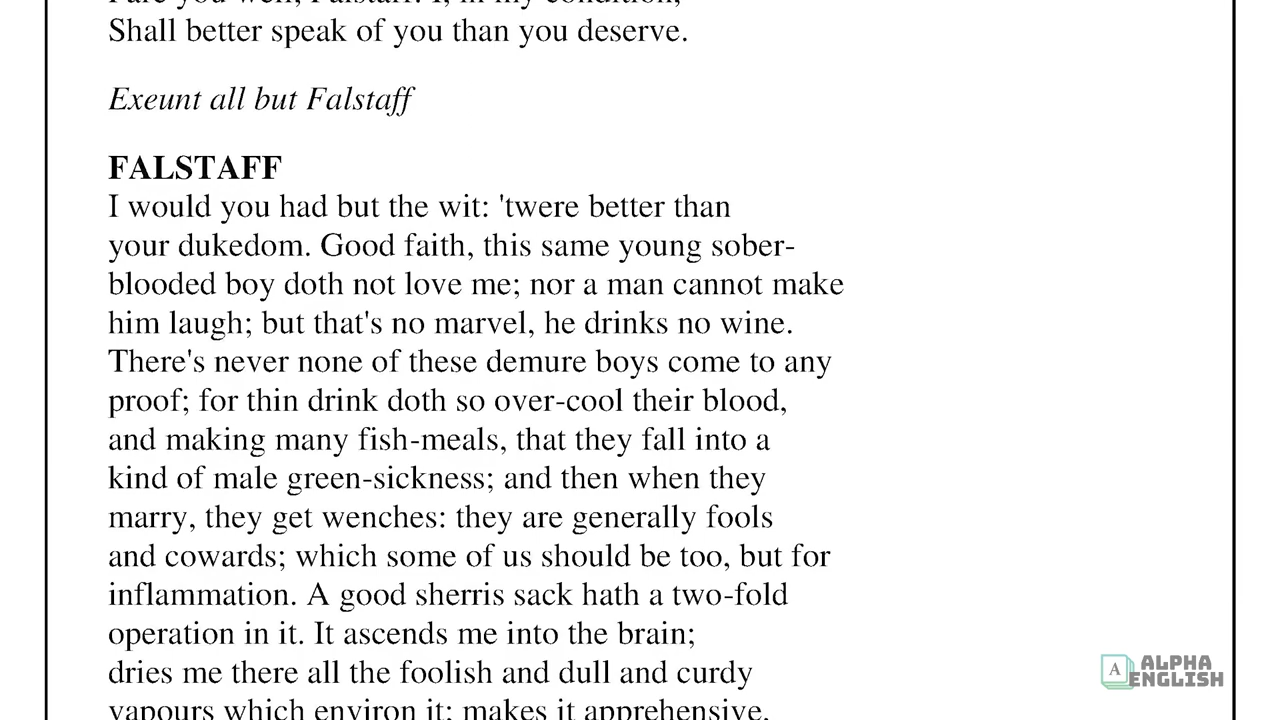 Fare you well, Falstaff: I, in my condition,
Shall better speak of you than you deserve.
Exeunt all but Falstaff
FALSTAFF
I would you had but the wit: 'twere better than
your dukedom. Good faith, this same young sober-
blooded boy doth not love me; nor a man cannot make
him laugh; but that's no marvel, he drinks no wine.
There's never none of these demure boys come to any
proof; for thin drink doth so over-cool their blood,
and making many fish-meals, that they fall into a
kind of male green-sickness; and then when they
marry, they get wenches: they are generally fools
and cowards; which some of us should be too, but for
inflammation. A good sherris sack hath a two-fold
operation in it. It ascends me into the brain;
dries me there all the foolish and dull and curdy
vapours which environ it; makes it apprehensive,
A
ALPHA
ENGLISH